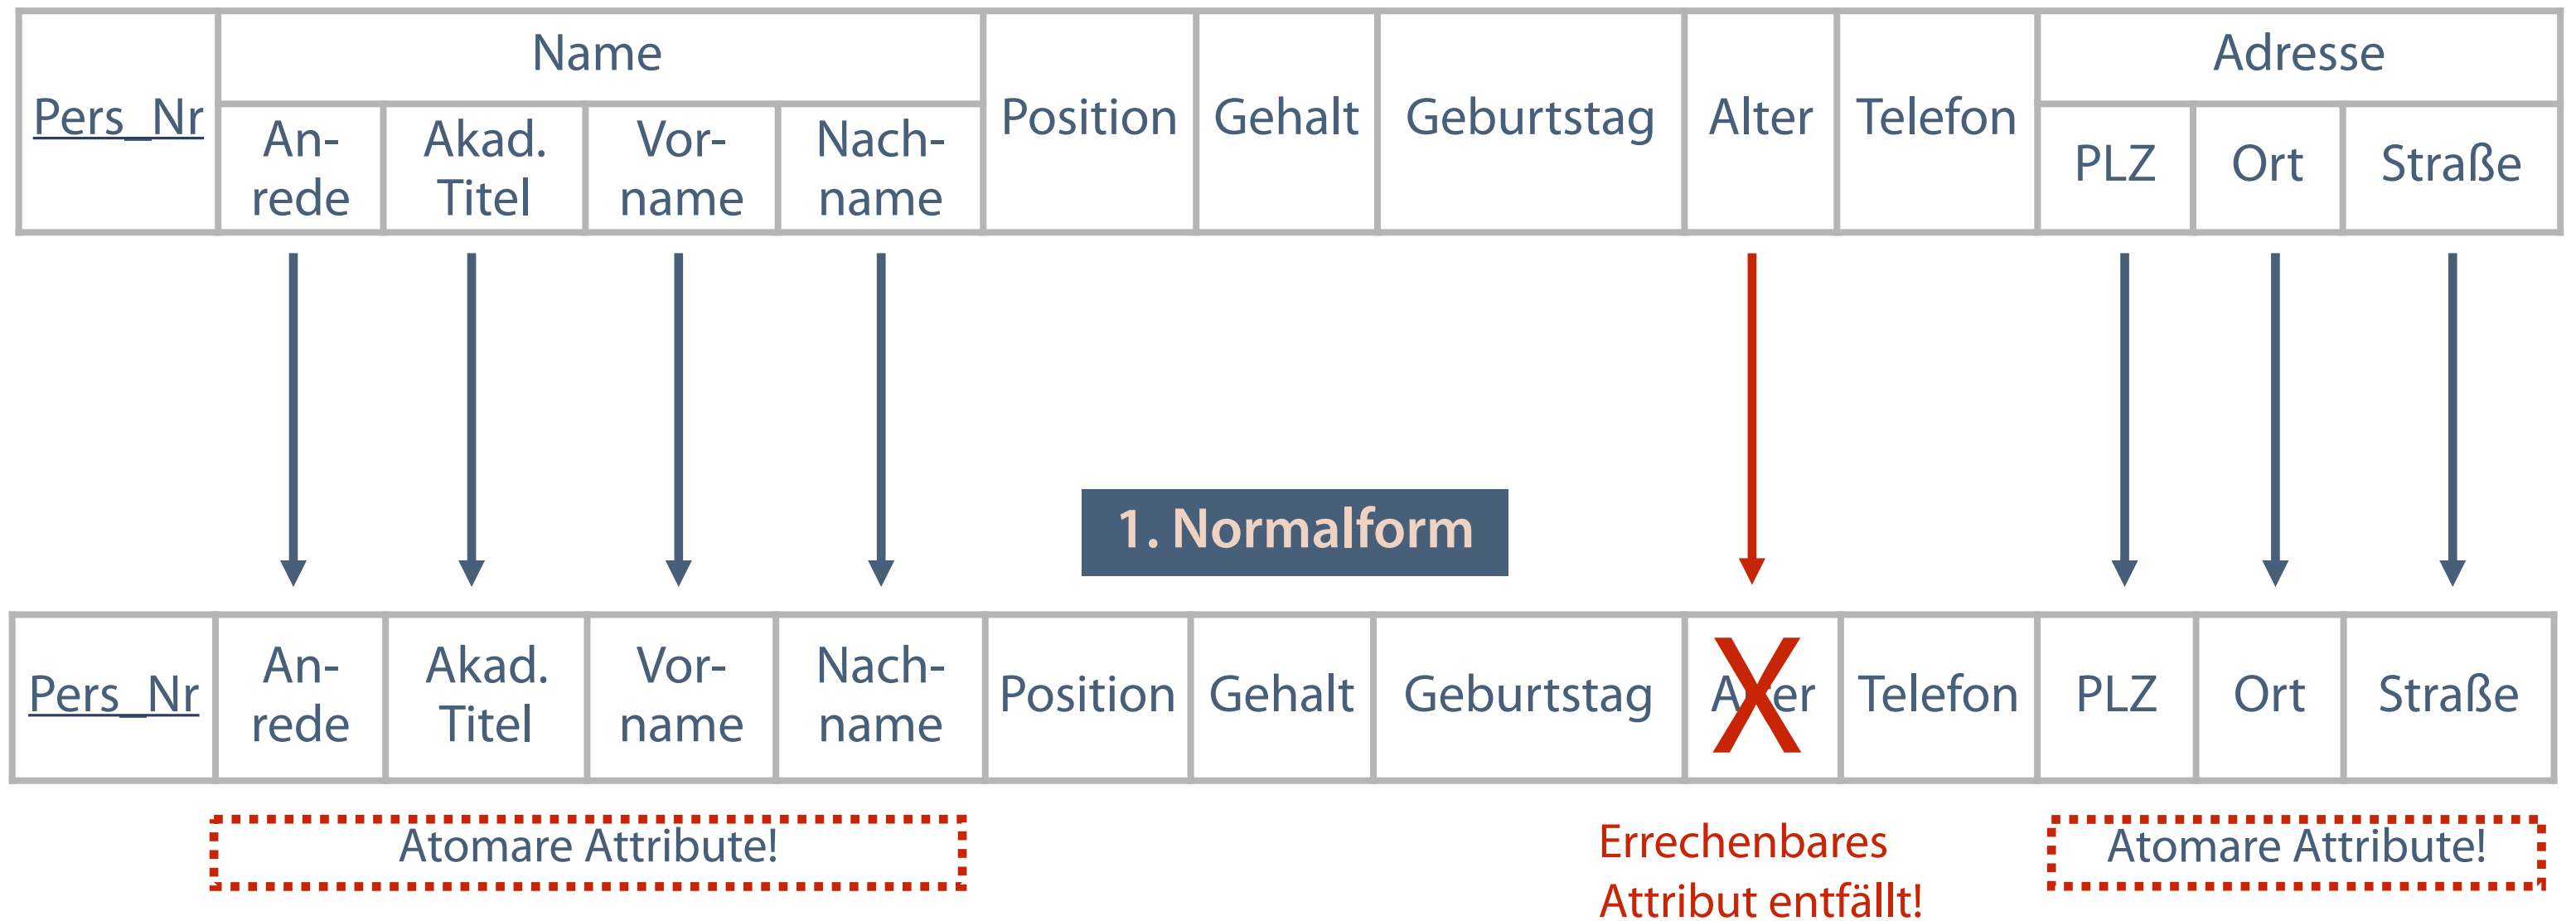 Name
Adresse
Pers_Nr
An-
rede
Akad.
Titel
Vor-
name
Nach-
name
Position
Gehalt
Geburtstag
Alter
Telefon
PLZ
Ort
Straße
1. Normalform
Pers_Nr
An-
rede
Akad.
Titel
Vor-
name
Nach-
name
Position
Gehalt
Geburtstag
Alter
X
Telefon
PLZ
Ort
Straße
Atomare Attribute!
Errechenbares
Attribut entfällt!
Atomare Attribute!